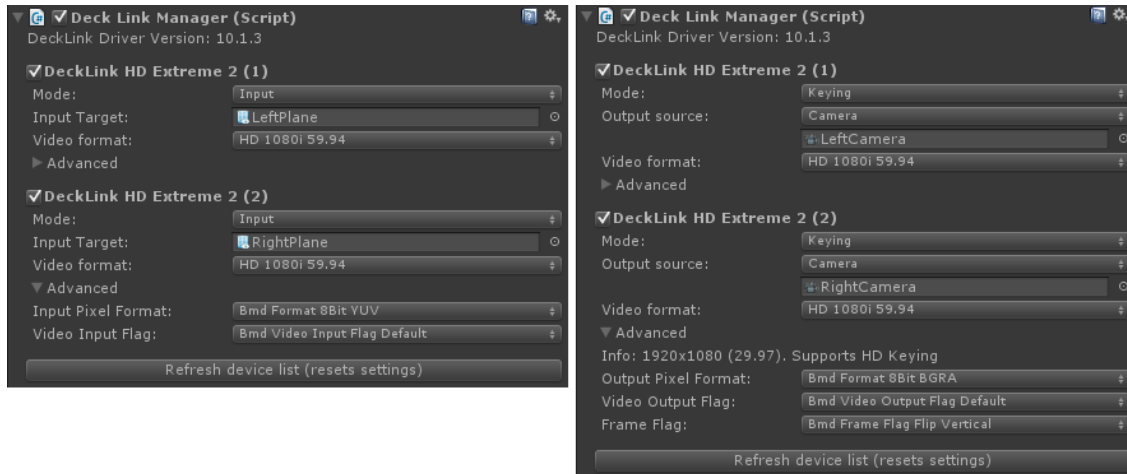 Deck Link Manager (Script)
DeckLink Driver Version: 10.1.3
DeckLink HD Extreme 2 (1)
Mode: Input
Input Target: LeftPlane
Video format: HD 1080i 59.94
Advanced
DeckLink HD Extreme 2 (2)
Mode: Input
Input Target: RightPlane
Video format: HD 1080i 59.94
Advanced
Input Pixel Format: Bmd Format 8Bit YUV
Video Input Flag: Bmd Video Input Flag Default
Refresh device list (resets settings)
Deck Link Manager (Script)
DeckLink Driver Version: 10.1.3
DeckLink HD Extreme 2 (1)
Mode: Keying
Output source: Camera
LeftCamera
Video format: HD 1080i 59.94
Advanced
DeckLink HD Extreme 2 (2)
Mode: Keying
Output source: Camera
RightCamera
Video format: HD 1080i 59.94
Advanced
Info: 1920x1080 (29.97). Supports HD Keying
Output Pixel Format: Bmd Format 8Bit BGRA
Video Output Flag: Bmd Video Output Flag Default
Frame Flag: Bmd Frame Flag Flip Vertical
Refresh device list (resets settings)